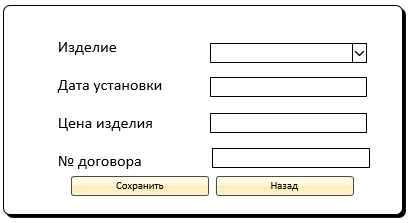 Изделие
Дата установки
Цена изделия
№ договора
Сохранить Назад